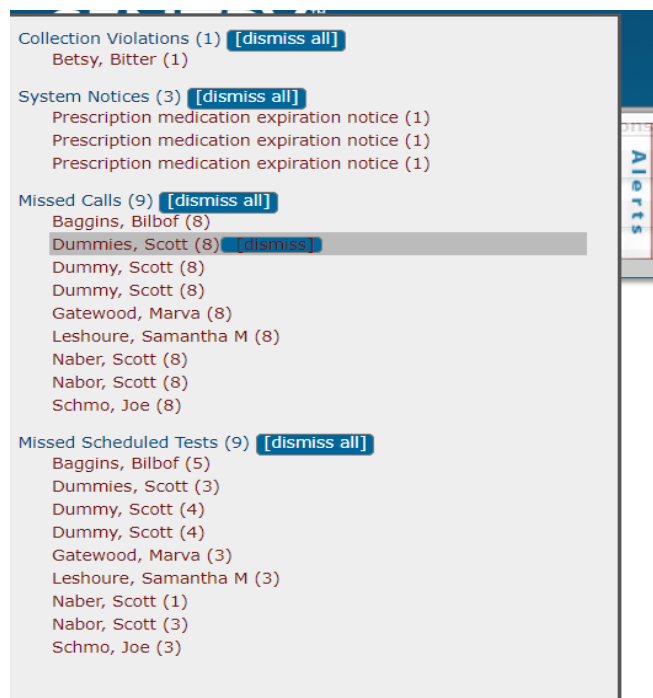 Collection Violations (1) [dismiss all]
Betsy, Bitter (1)
System Notices (3) [dismiss all]
Prescription medication expiration notice (1)
Prescription medication expiration notice (1)
Prescription medication expiration notice (1)
Missed Calls (9) [dismiss all]
Baggins, Bilbof (8)
Dummies, Scott (8) [dismiss]
Dummy, Scott (8)
Dummy, Scott (8)
Gatewood, Marva (8)
Leshoure, Samantha M (8)
Naber, Scott (8)
Nabor, Scott (8)
Schmo, Joe (8)
Missed Scheduled Tests (9) [dismiss all]
Baggins, Bilbof (5)
Dummies, Scott (3)
Dummy, Scott (4)
Dummy, Scott (4)
Gatewood, Marva (3)
Leshoure, Samantha M (3)
Naber, Scott (1)
Nabor, Scott (3)
Schmo, Joe (3)
Alerts